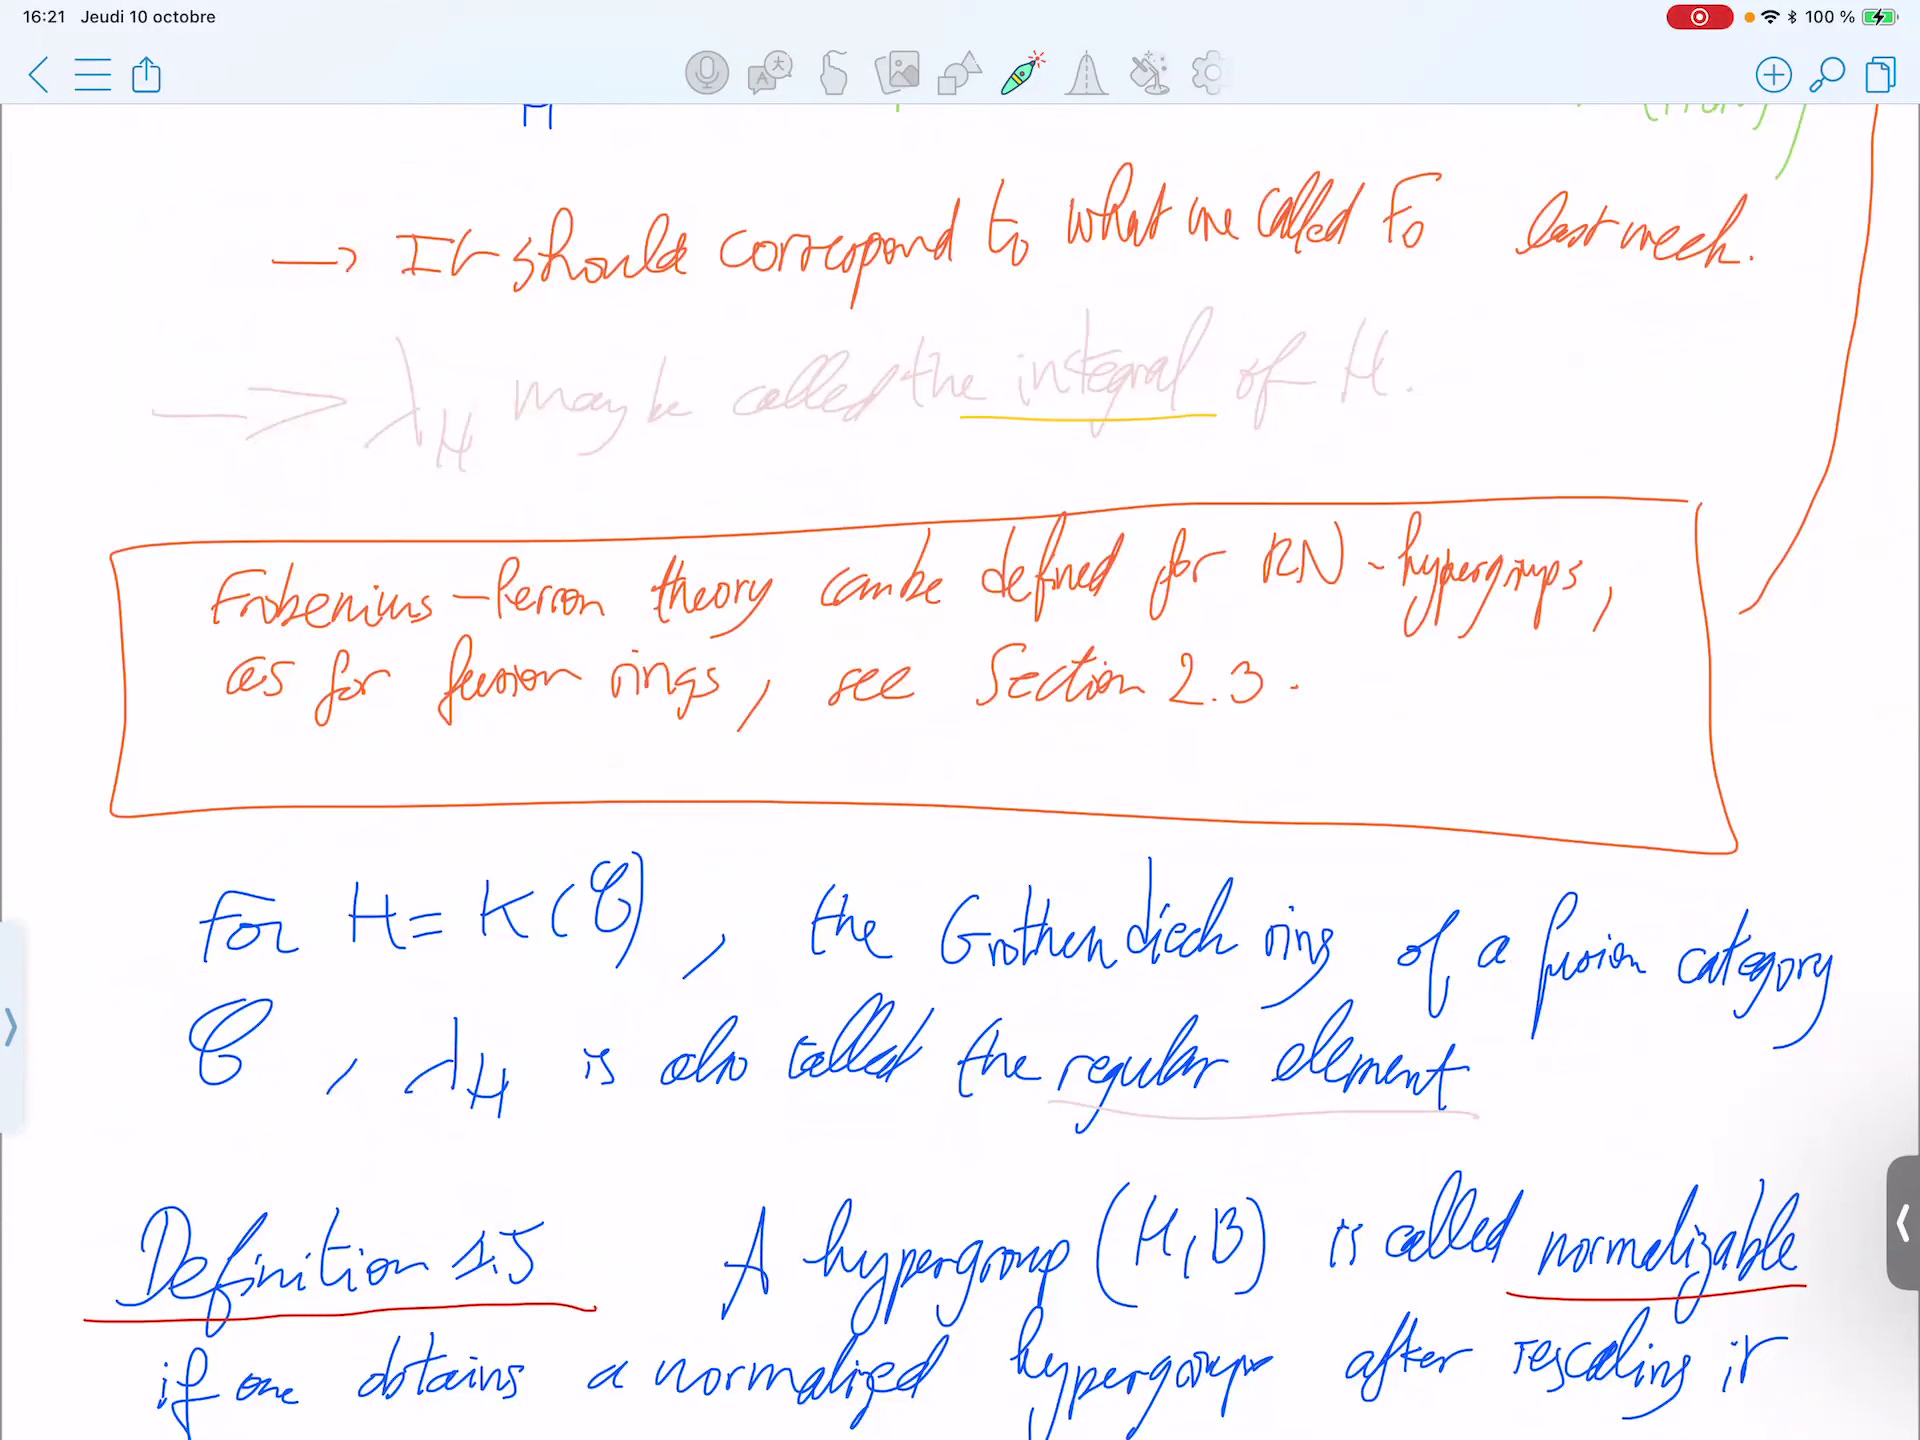 16:21 Jeudi 10 octobre
100 %
H
→ It should correspond to what we called F₀ last week.
→ λ_H may be called the integral of H.
Frobenius-Perron theory can be defined for RN-hypergroups,
as for fusion rings, see Section 2.3.
For H = K(𝒞), the Grothendieck ring of a fusion category
𝒞, λ_H is also called the regular element
Definition 1.5 A hypergroup (H,B) is called normalizable
if one obtains a normalized hypergroup after rescaling it